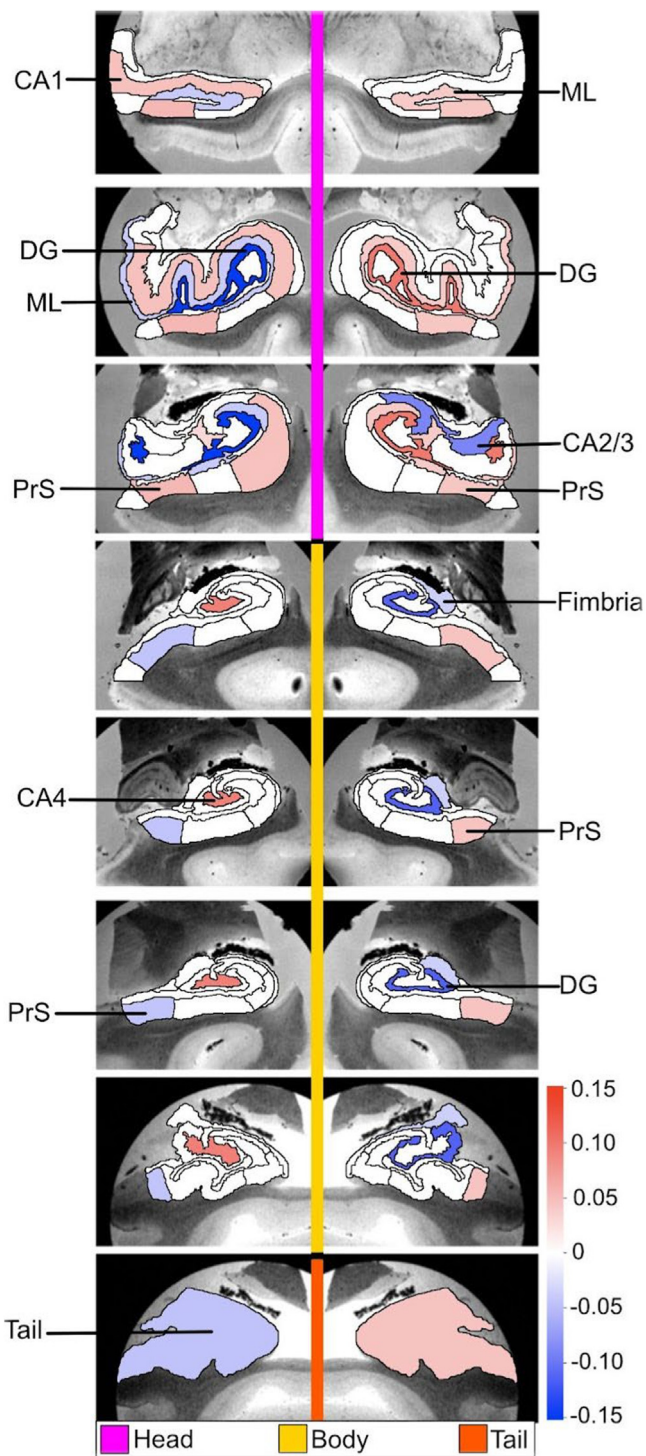 CA1
ML
DG
DG
ML
CA2/3
PrS
PrS
Fimbria
CA4
PrS
DG
PrS
0.15
0.10
0.05
0
-0.05
-0.10
-0.15
Tail
Head
Body
Tail